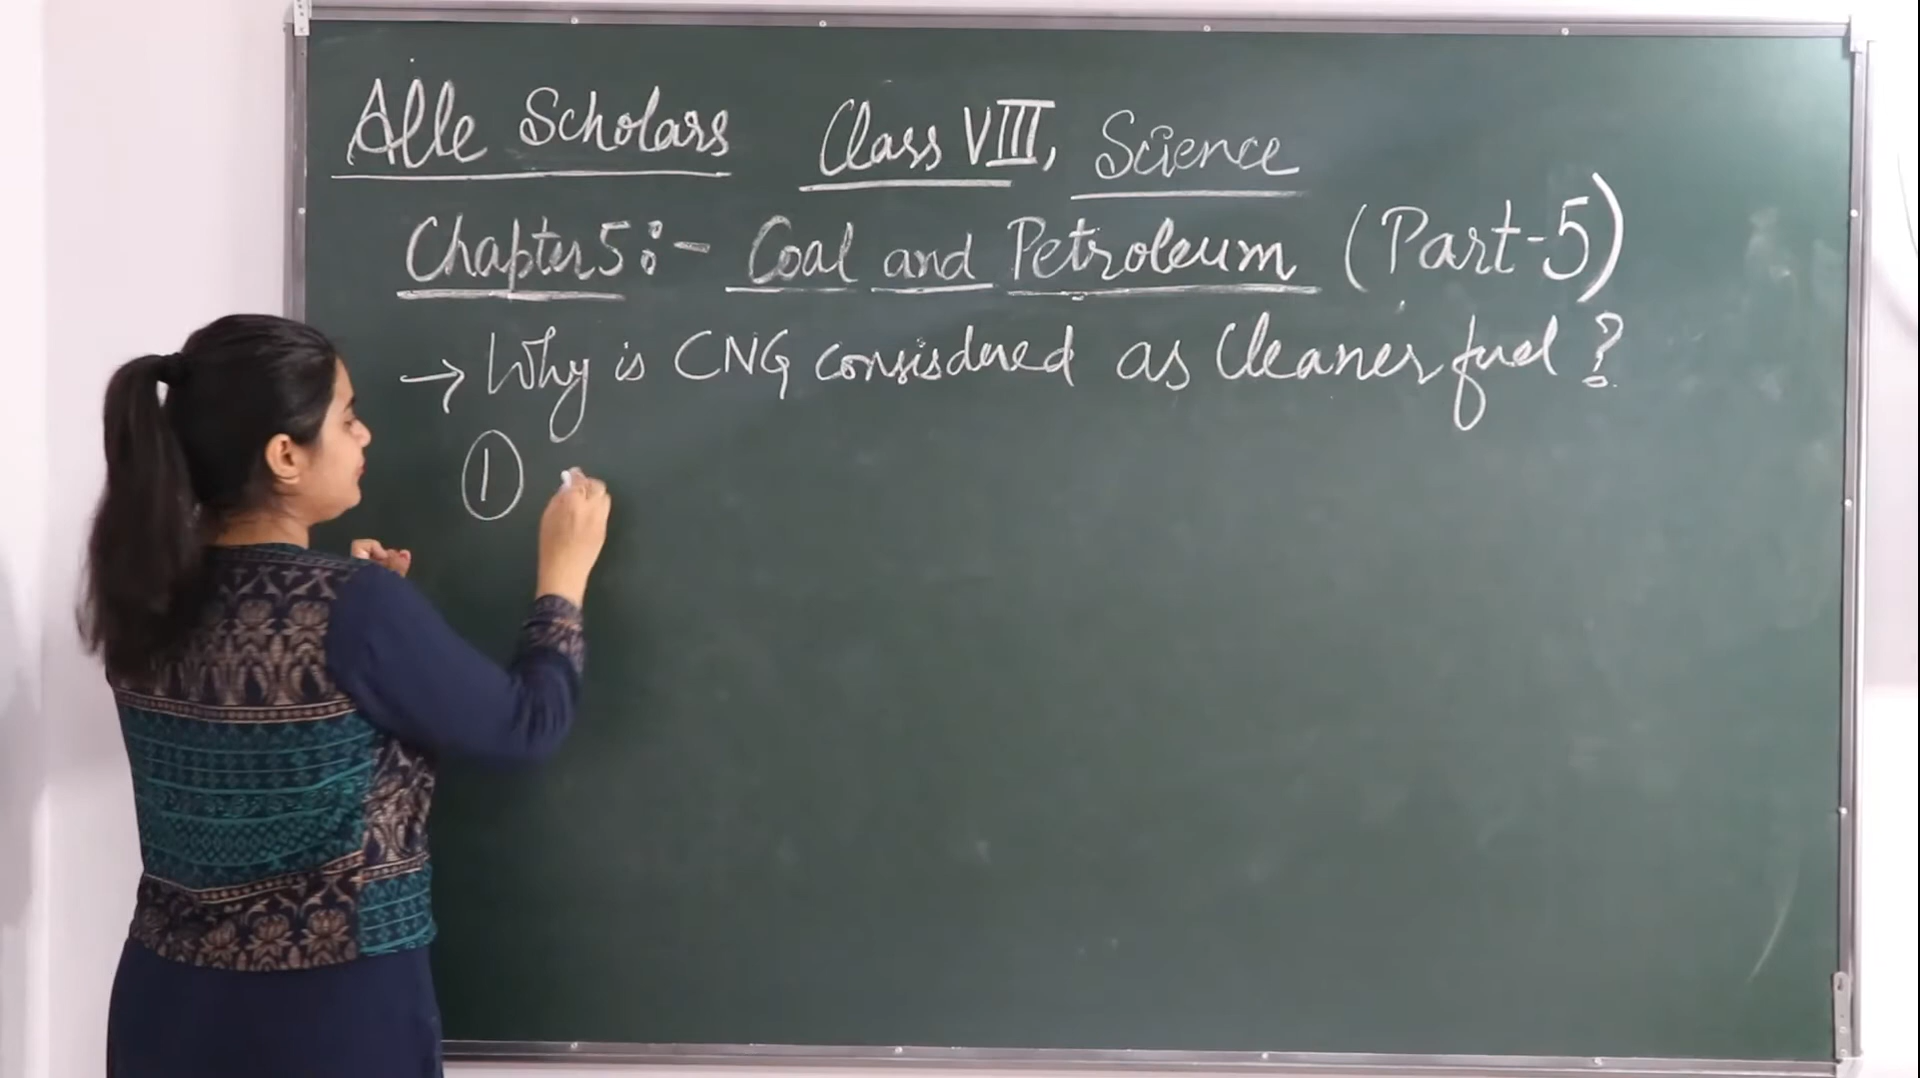 Alle Scholars Class VIII, Science
Chapter 5:- Coal and Petroleum (Part-5)
→ Why is CNG consisdered as Cleaner fuel ?
①